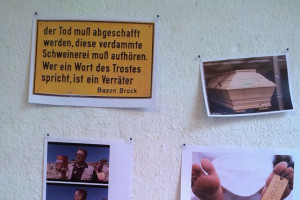 der Tod muß abgeschafft
werden, diese verdammte
Schweinerei muß aufhören.
Wer ein Wort des Trostes
spricht, ist ein Verräter
Bazon Brock